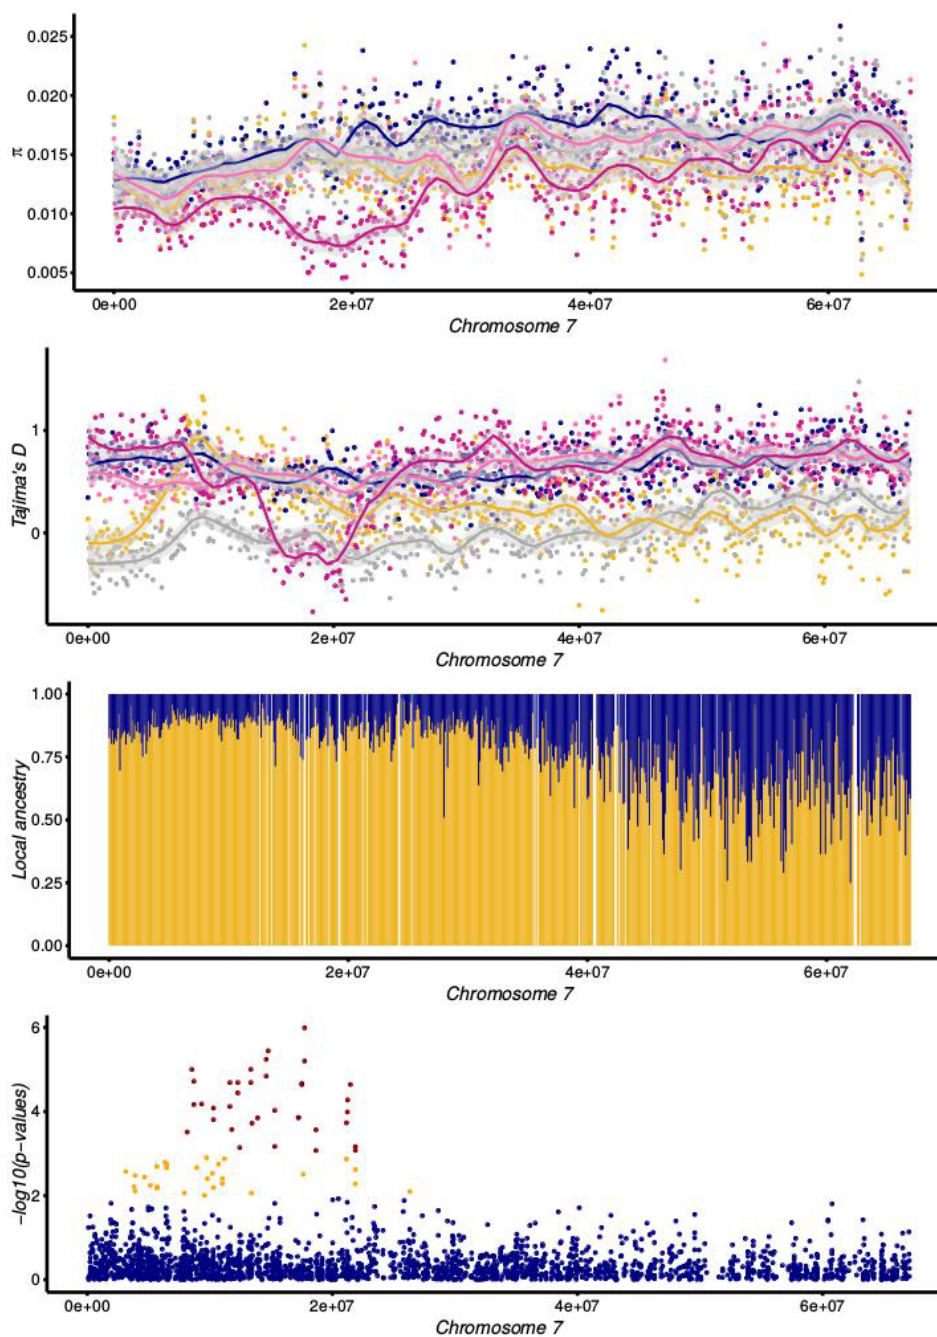 0.025
0.020
π
0.015
0.010
0.005
0e+00 2e+07 4e+07 6e+07
Chromosome 7
1
Tajima's D
0
0e+00 2e+07 4e+07 6e+07
Chromosome 7
1.00
0.75
Local ancestry
0.50
0.25
0.00
0e+00 2e+07 4e+07 6e+07
Chromosome 7
6
4
−log10(p−values)
2
0
0e+00 2e+07 4e+07 6e+07
Chromosome 7